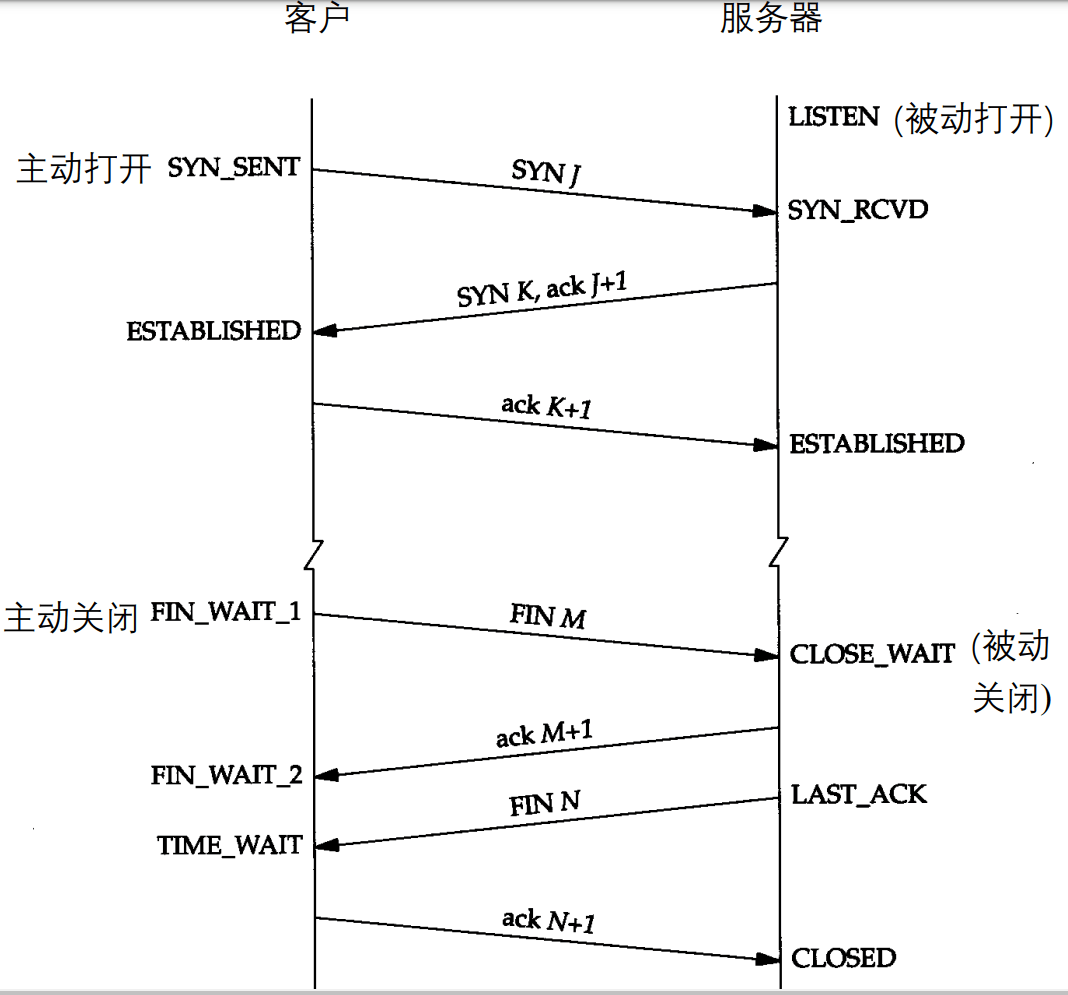 客户
服务器
LISTEN (被动打开)
主动打开 SYN_SENT
SYN J
SYN_RCVD
SYN K, ack J+1
ESTABLISHED
ack K+1
ESTABLISHED
主动关闭 FIN_WAIT_1
FIN M
CLOSE_WAIT (被动
关闭)
ack M+1
FIN_WAIT_2
FIN N
LAST_ACK
TIME_WAIT
ack N+1
CLOSED